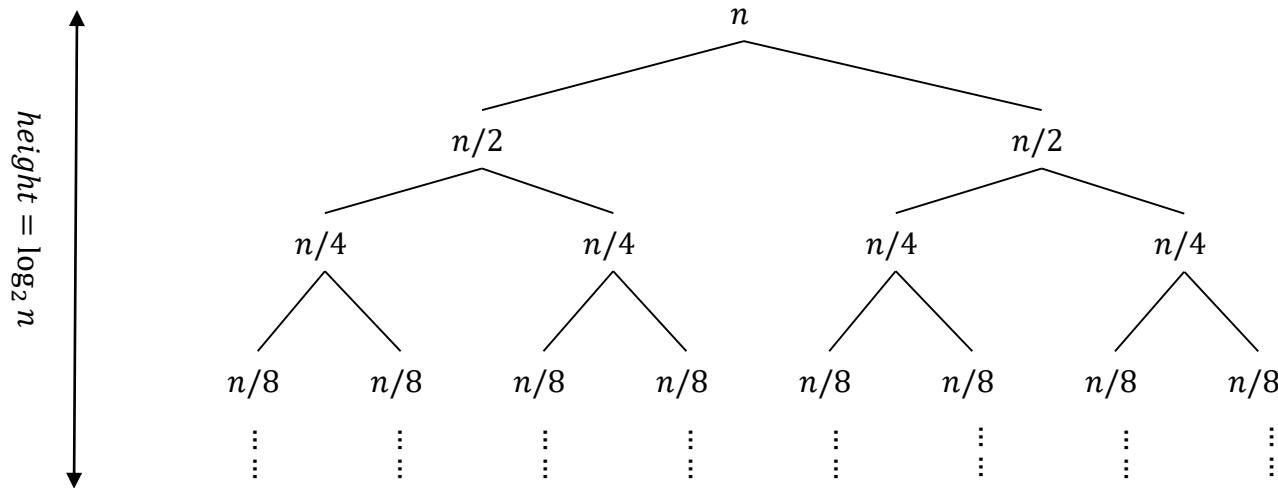 n
n/2 n/2
n/4 n/4 n/4 n/4
n/8 n/8 n/8 n/8 n/8 n/8 n/8 n/8
height = log₂ n